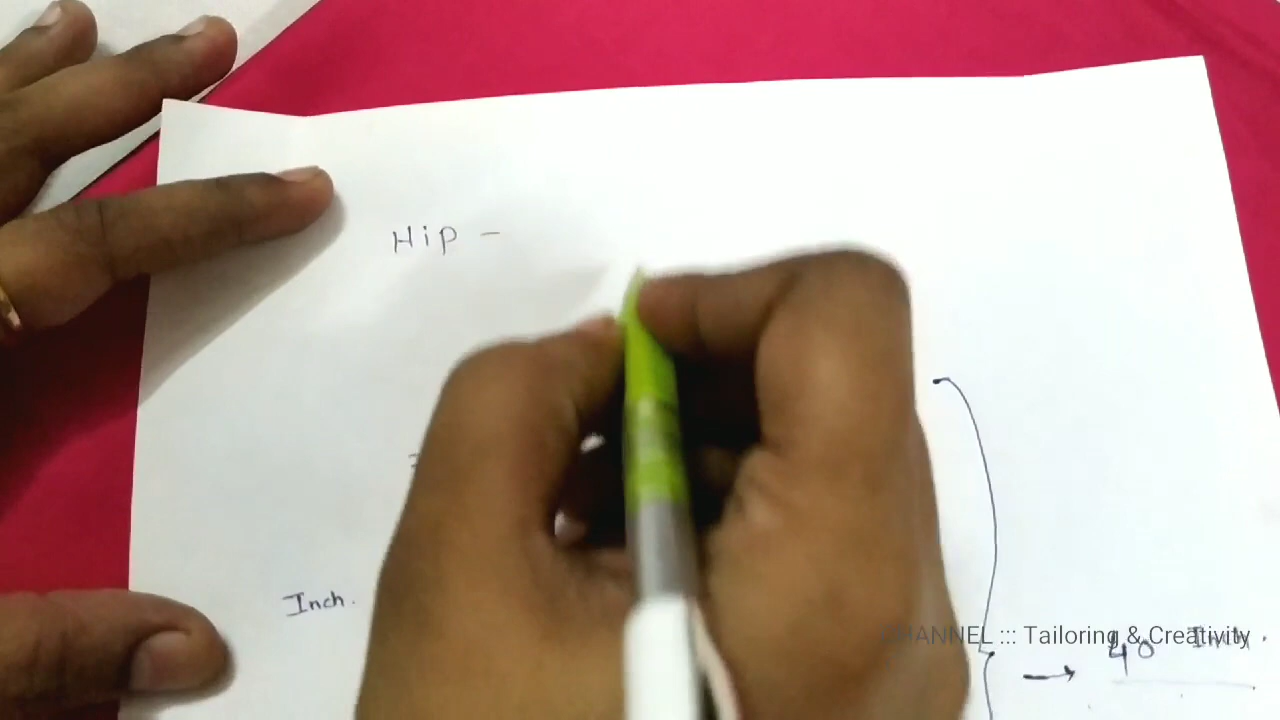 Hip -
Inch.
CHANNEL ::: Tailoring & Creativity
→ 40 Inch.